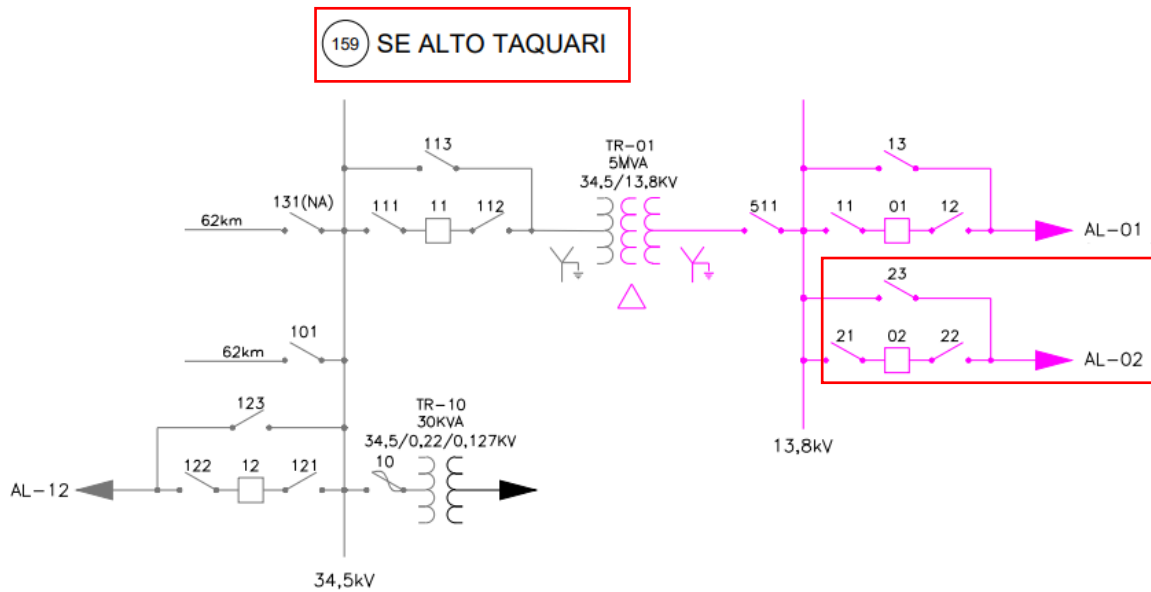 159 SE ALTO TAQUARI
113
TR-01
5MVA
34,5/13,8KV
13
131(NA)
62km
111
11
112
511
11
01
12
AL-01
23
101
62km
21
02
22
AL-02
123
TR-10
30KVA
34,5/0,22/0,127KV
13,8kV
AL-12
122
12
121
10
34,5kV